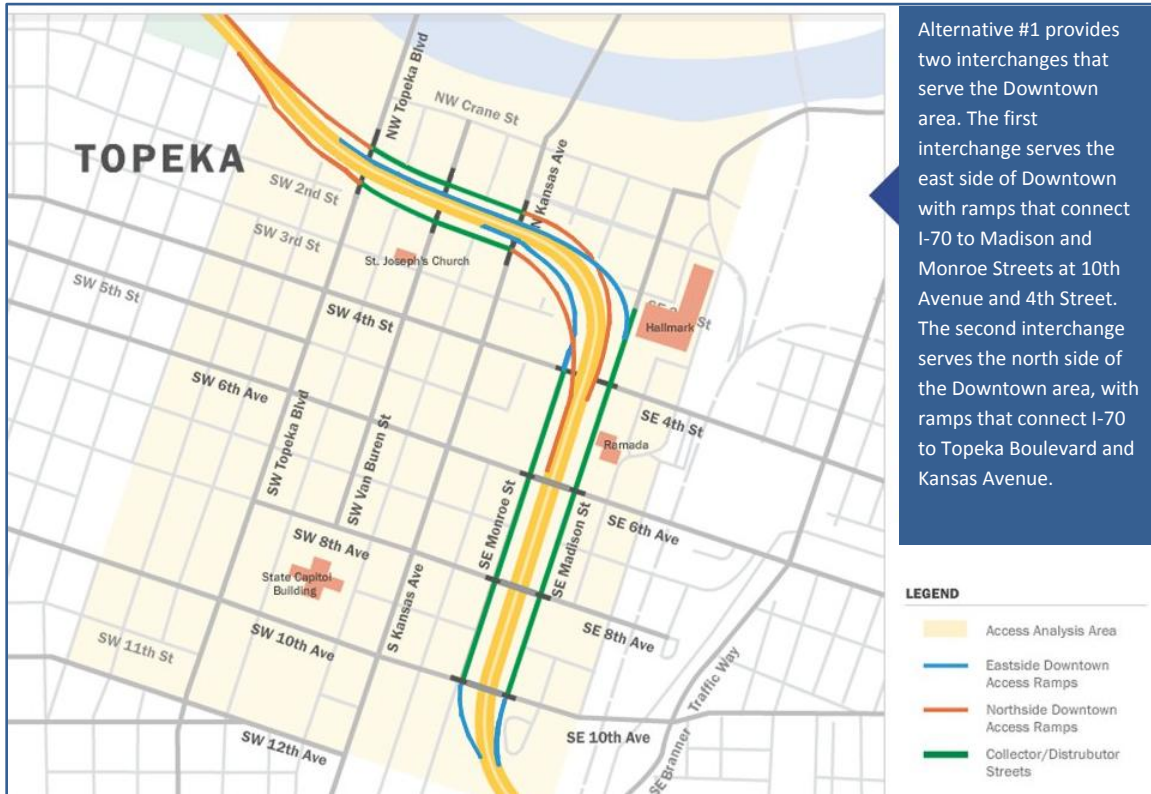 NW Topeka Blvd
NW Crane St
N Kansas Ave
TOPEKA
SW 2nd St
SW 3rd St
St. Joseph's Church
SW 5th St
SW 4th St
Hallmark
St
SW 6th Ave
SE 4th St
Ramada
SW Topeka Blvd
SW Van Buren St
SE Monroe St
SE Madison St
SE 6th Ave
SW 8th Ave
State Capitol
Building
S Kansas Ave
SE 8th Ave
SW 10th Ave
SW 11th St
SE 10th Ave
SW 12th Ave
SE Branner Traffic Way
Alternative #1 provides
two interchanges that
serve the Downtown
area. The first
interchange serves the
east side of Downtown
with ramps that connect
I-70 to Madison and
Monroe Streets at 10th
Avenue and 4th Street.
The second interchange
serves the north side of
the Downtown area, with
ramps that connect I-70
to Topeka Boulevard and
Kansas Avenue.
LEGEND
Access Analysis Area
Eastside Downtown
Access Ramps
Northside Downtown
Access Ramps
Collector/Distrubutor
Streets